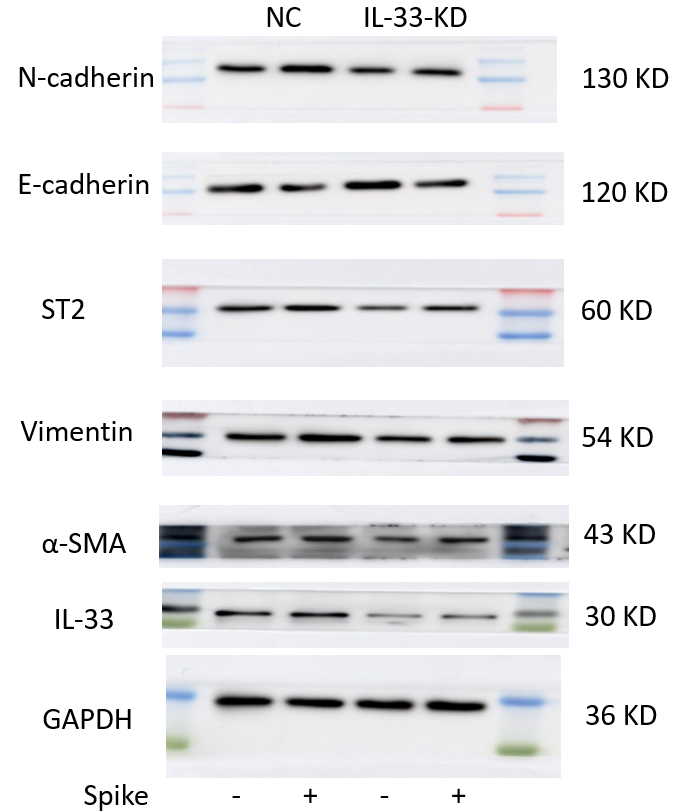 NC IL-33-KD
N-cadherin 130 KD
E-cadherin 120 KD
ST2 60 KD
Vimentin 54 KD
α-SMA 43 KD
IL-33 30 KD
GAPDH 36 KD
Spike - + - +